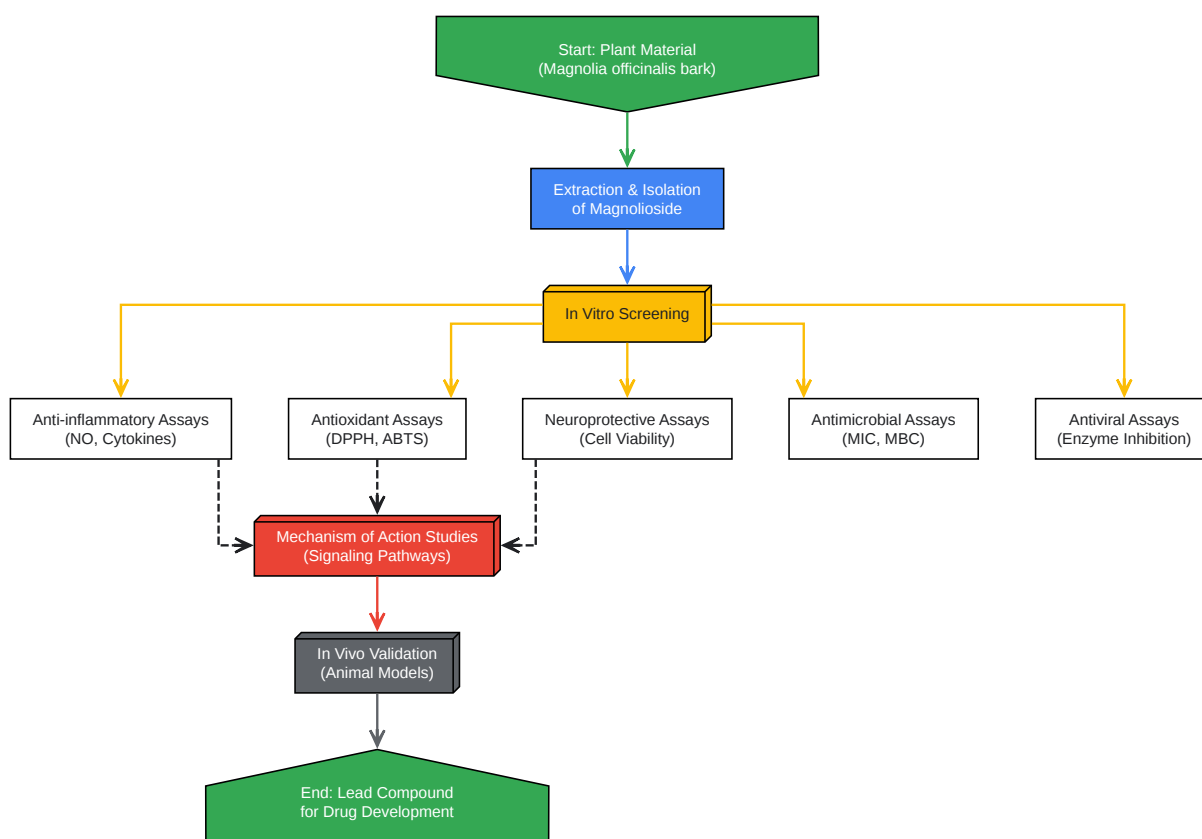 Start: Plant Material
(Magnolia officinalis bark)
Extraction & Isolation
of Magnolioside
In Vitro Screening
Anti-inflammatory Assays
(NO, Cytokines)
Antioxidant Assays
(DPPH, ABTS)
Neuroprotective Assays
(Cell Viability)
Antimicrobial Assays
(MIC, MBC)
Antiviral Assays
(Enzyme Inhibition)
Mechanism of Action Studies
(Signaling Pathways)
In Vivo Validation
(Animal Models)
End: Lead Compound
for Drug Development